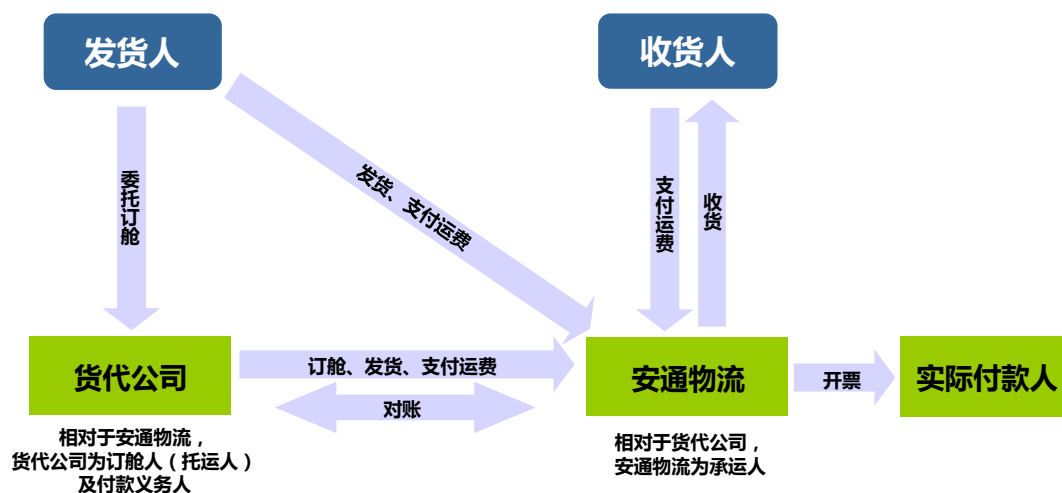 发货人
收货人
委托订舱
发货、支付运费
支付运费
收货
货代公司
订舱、发货、支付运费
对账
安通物流
开票
实际付款人
相对于安通物流，
货代公司为订舱人（托运人）
及付款义务人
相对于货代公司，
安通物流为承运人